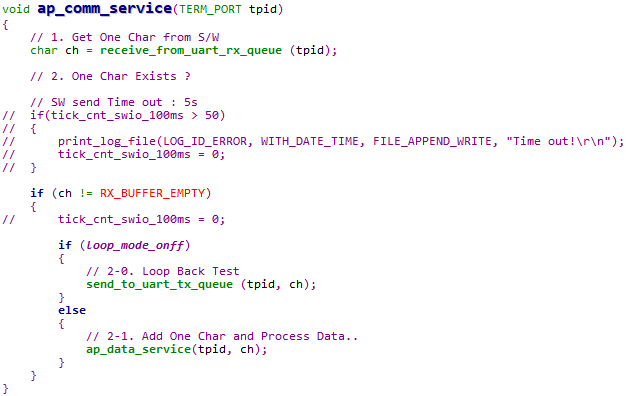 void ap_comm_service(TERM_PORT tpid)
{
    // 1. Get One Char from S/W
    char ch = receive_from_uart_rx_queue (tpid);

    // 2. One Char Exists ?

    // SW send Time out : 5s
//  if(tick_cnt_swio_100ms > 50)
//  {
//      print_log_file(LOG_ID_ERROR, WITH_DATE_TIME, FILE_APPEND_WRITE, "Time out!\r\n");
//      tick_cnt_swio_100ms = 0;
//  }

    if (ch != RX_BUFFER_EMPTY)
    {
//      tick_cnt_swio_100ms = 0;

        if (loop_mode_onff)
        {
            // 2-0. Loop Back Test
            send_to_uart_tx_queue (tpid, ch);
        }
        else
        {
            // 2-1. Add One Char and Process Data..
            ap_data_service(tpid, ch);
        }
    }
}